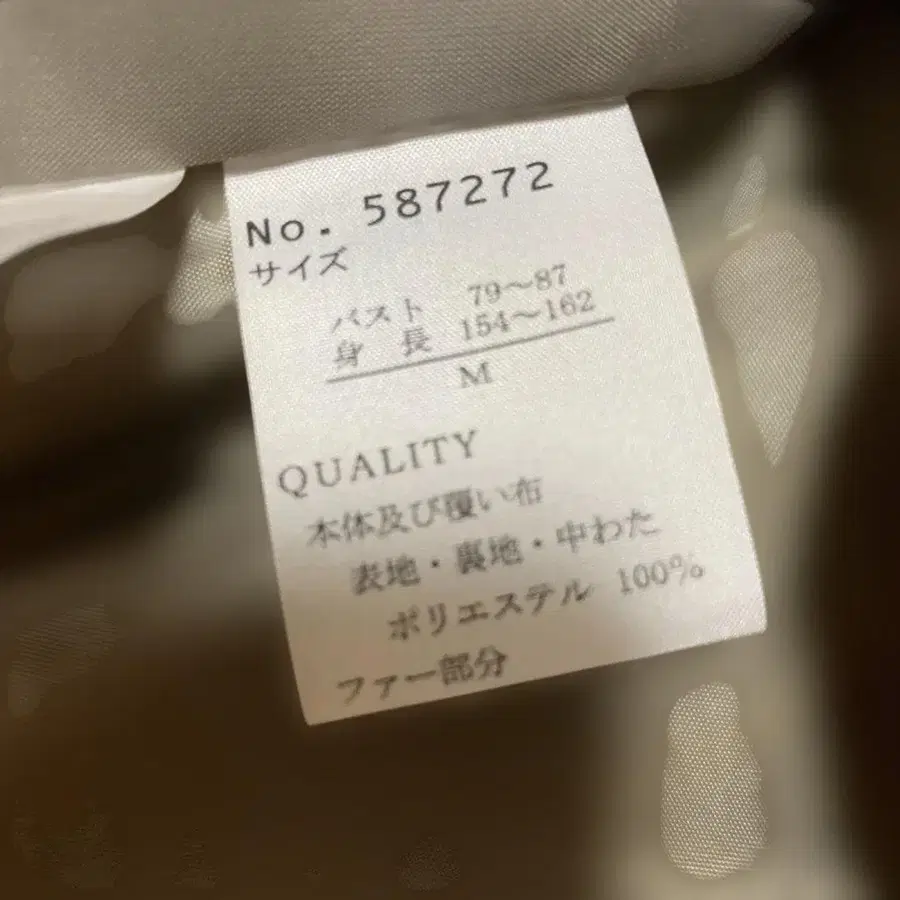 No. 587272
サイズ
バスト 79〜87
身 長 154〜162
M
QUALITY
本体及び覆い布
表地・裏地・中わた
ポリエステル 100%
ファー部分